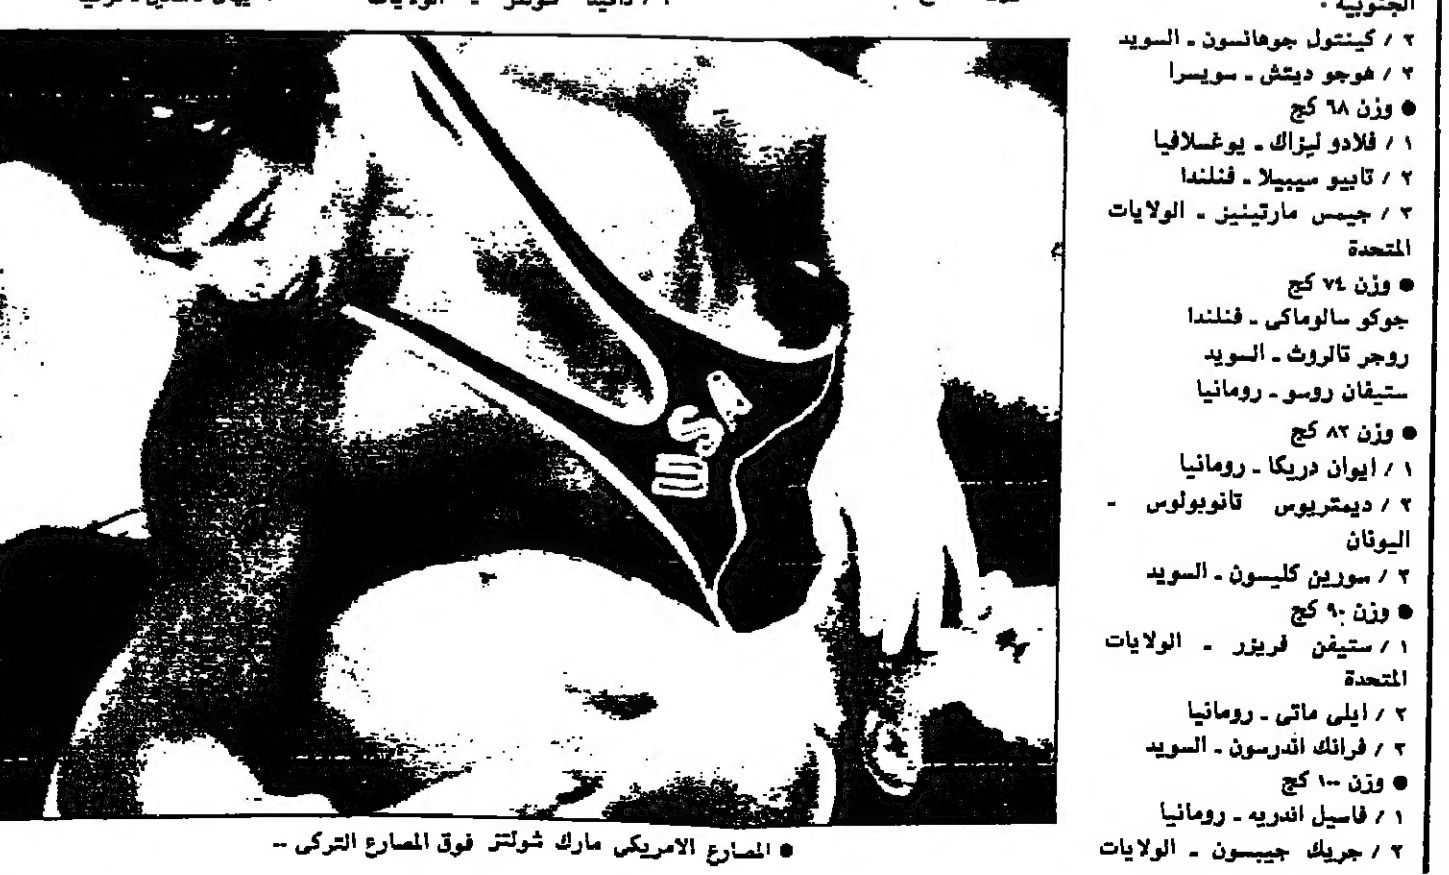 الجنوبية .
٢ / كينتول جوهانسون ـ السويد
٣ / هوجو ديتش ـ سويسرا
● وزن ٦٨ كج
١ / فلادو ليزاك ـ يوغسلافيا
٢ / تابيو سيبيلا ـ فنلندا
٣ / جيمس مارتينيز ـ الولايات
المتحدة
● وزن ٧٤ كج
جوكو سالوماكى ـ فنلندا
روجر تالروث ـ السويد
ستيفان روسو ـ رومانيا
● وزن ٨٢ كج
١ / ايوان دريكا ـ رومانيا
٢ / ديمتريوس تانوبولوس ـ
اليونان
٣ / سورين كليسون ـ السويد
● وزن ٩٠ كج
١ / ستيفن فريزر ـ الولايات
المتحدة
٢ / ايلى ماتى ـ رومانيا
٣ / فرانك اندرسون ـ السويد
● وزن ١٠٠ كج
١ / فاسيل اندريه ـ رومانيا
٢ / جريك جيبسون ـ الولايات
USA
● المصارع الامريكى مارك شولتتز فوق المصارع التركى ..